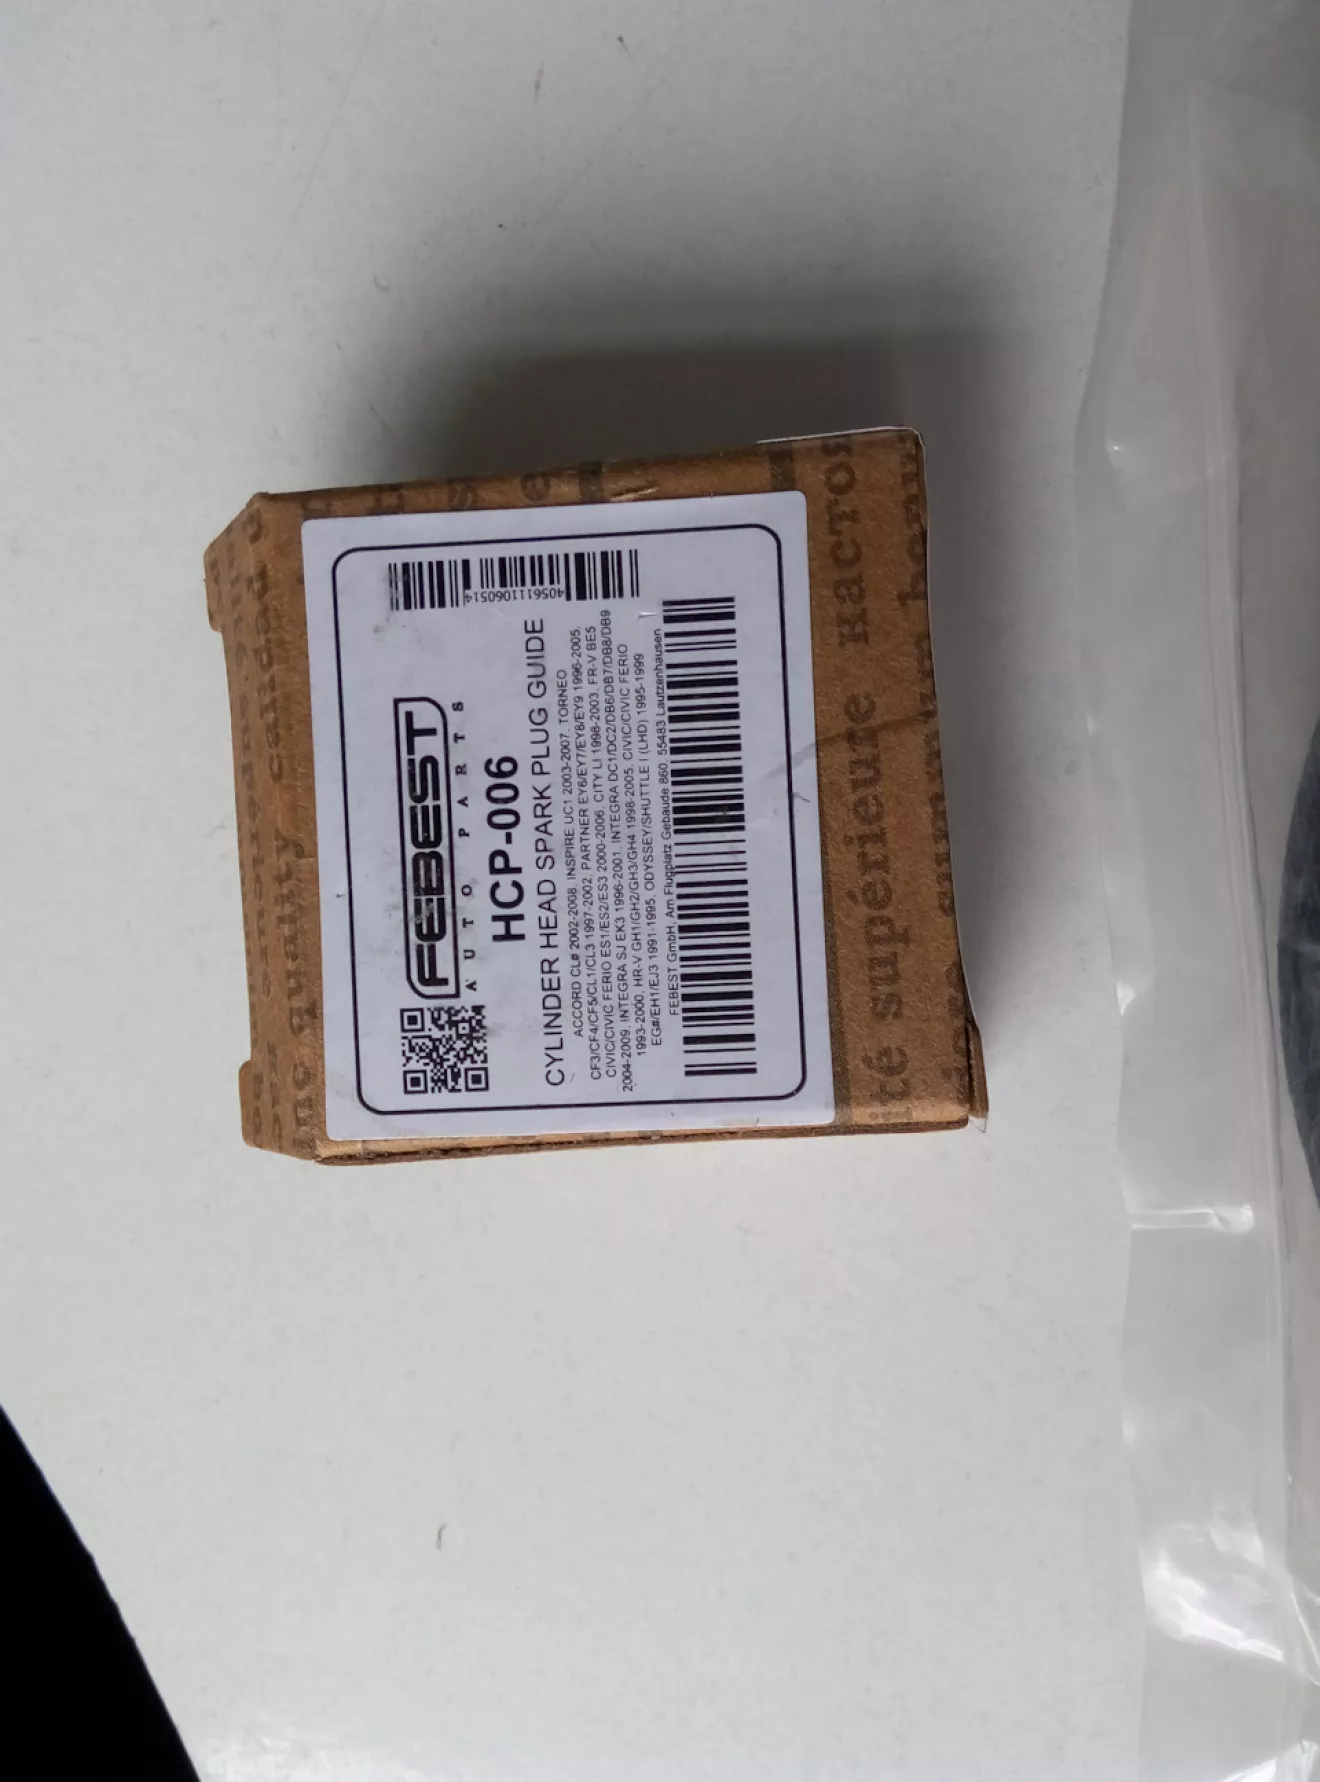 FEBEST
AUTO PARTS
HCP-006
CYLINDER HEAD SPARK PLUG GUIDE
4056111060514
ACCORD CL# 2002-2008, INSPIRE UC1 2003-2007, TORNEO
CF3/CF4/CF5/CL1/CL3 1997-2002, PARTNER EY6/EY7/EY8/EY9 1996-2005,
CIVIC/CIVIC FERIO ES1/ES2/ES3 2000-2006, CITY LI 1998-2003, FR-V BE5
2004-2009, INTEGRA SJ EK3 1996-2001, INTEGRA DC1/DC2/DB6/DB7/DB8/DB9
1993-2000, HR-V GH1/GH2/GH3/GH4 1998-2005, CIVIC/CIVIC FERIO
EG#/EH1/EJ3 1991-1995, ODYSSEY/SHUTTLE I (LHD) 1995-1999
FEBEST GmbH, Am Flugplatz Gebaude 860, 55483 Lautzenhausen
quality calidad
ité supérieure качтоя